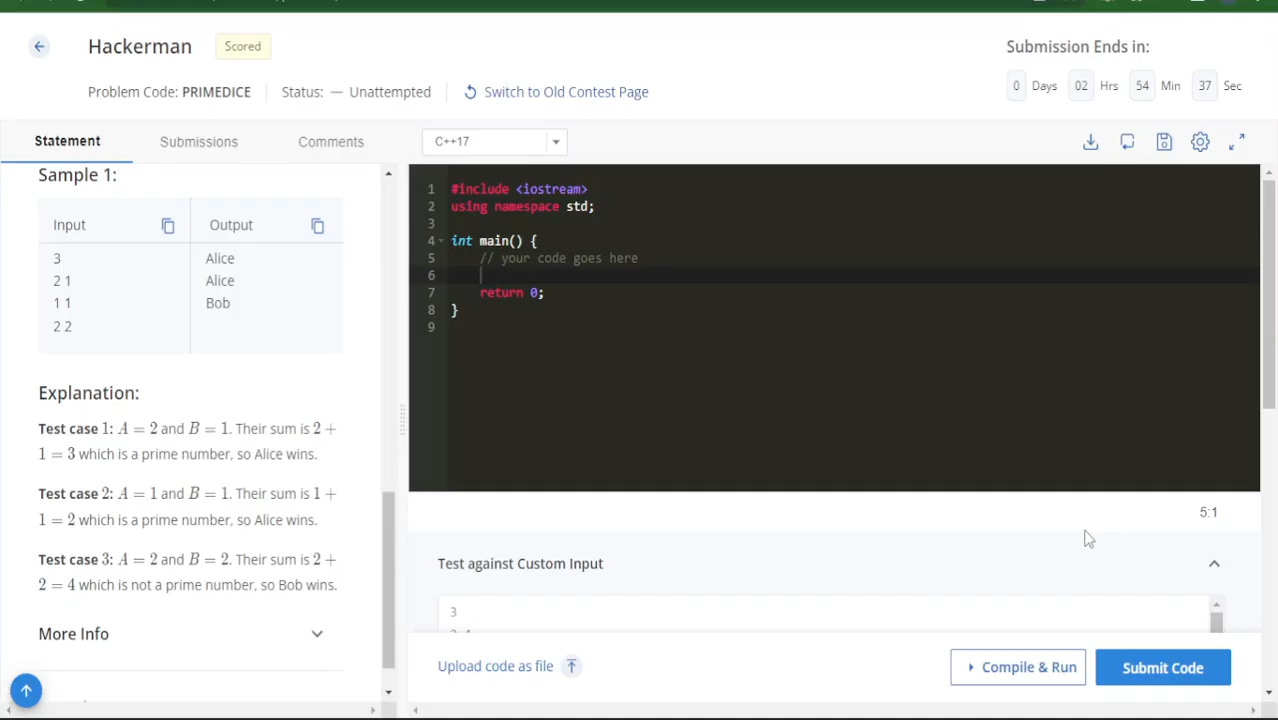 Hackerman
Scored
Submission Ends in:
0 Days 02 Hrs 54 Min 37 Sec
Problem Code: PRIMEDICE
Status: — Unattempted
Switch to Old Contest Page
Statement
Submissions
Comments
C++17
Sample 1:
Input
Output
3
2 1
1 1
2 2
Alice
Alice
Bob
Explanation:
Test case 1: A = 2 and B = 1. Their sum is 2 +
1 = 3 which is a prime number, so Alice wins.
Test case 2: A = 1 and B = 1. Their sum is 1 +
1 = 2 which is a prime number, so Alice wins.
Test case 3: A = 2 and B = 2. Their sum is 2 +
2 = 4 which is not a prime number, so Bob wins.
More Info
1 #include <iostream>
2 using namespace std;
3
4 int main() {
5 // your code goes here
6
7 return 0;
8 }
9
5:1
Test against Custom Input
3
Upload code as file
Compile & Run
Submit Code